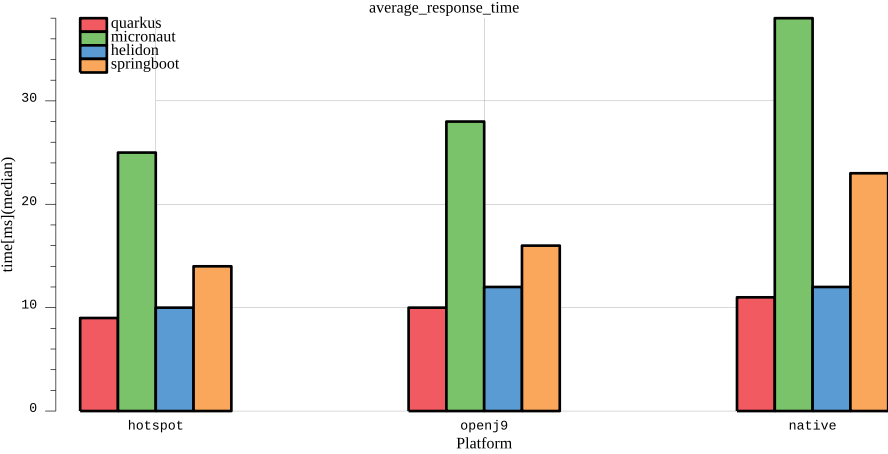 average_response_time
quarkus
micronaut
helidon
springboot
time[ms](median)
30
20
10
0
hotspot
openj9
native
Platform